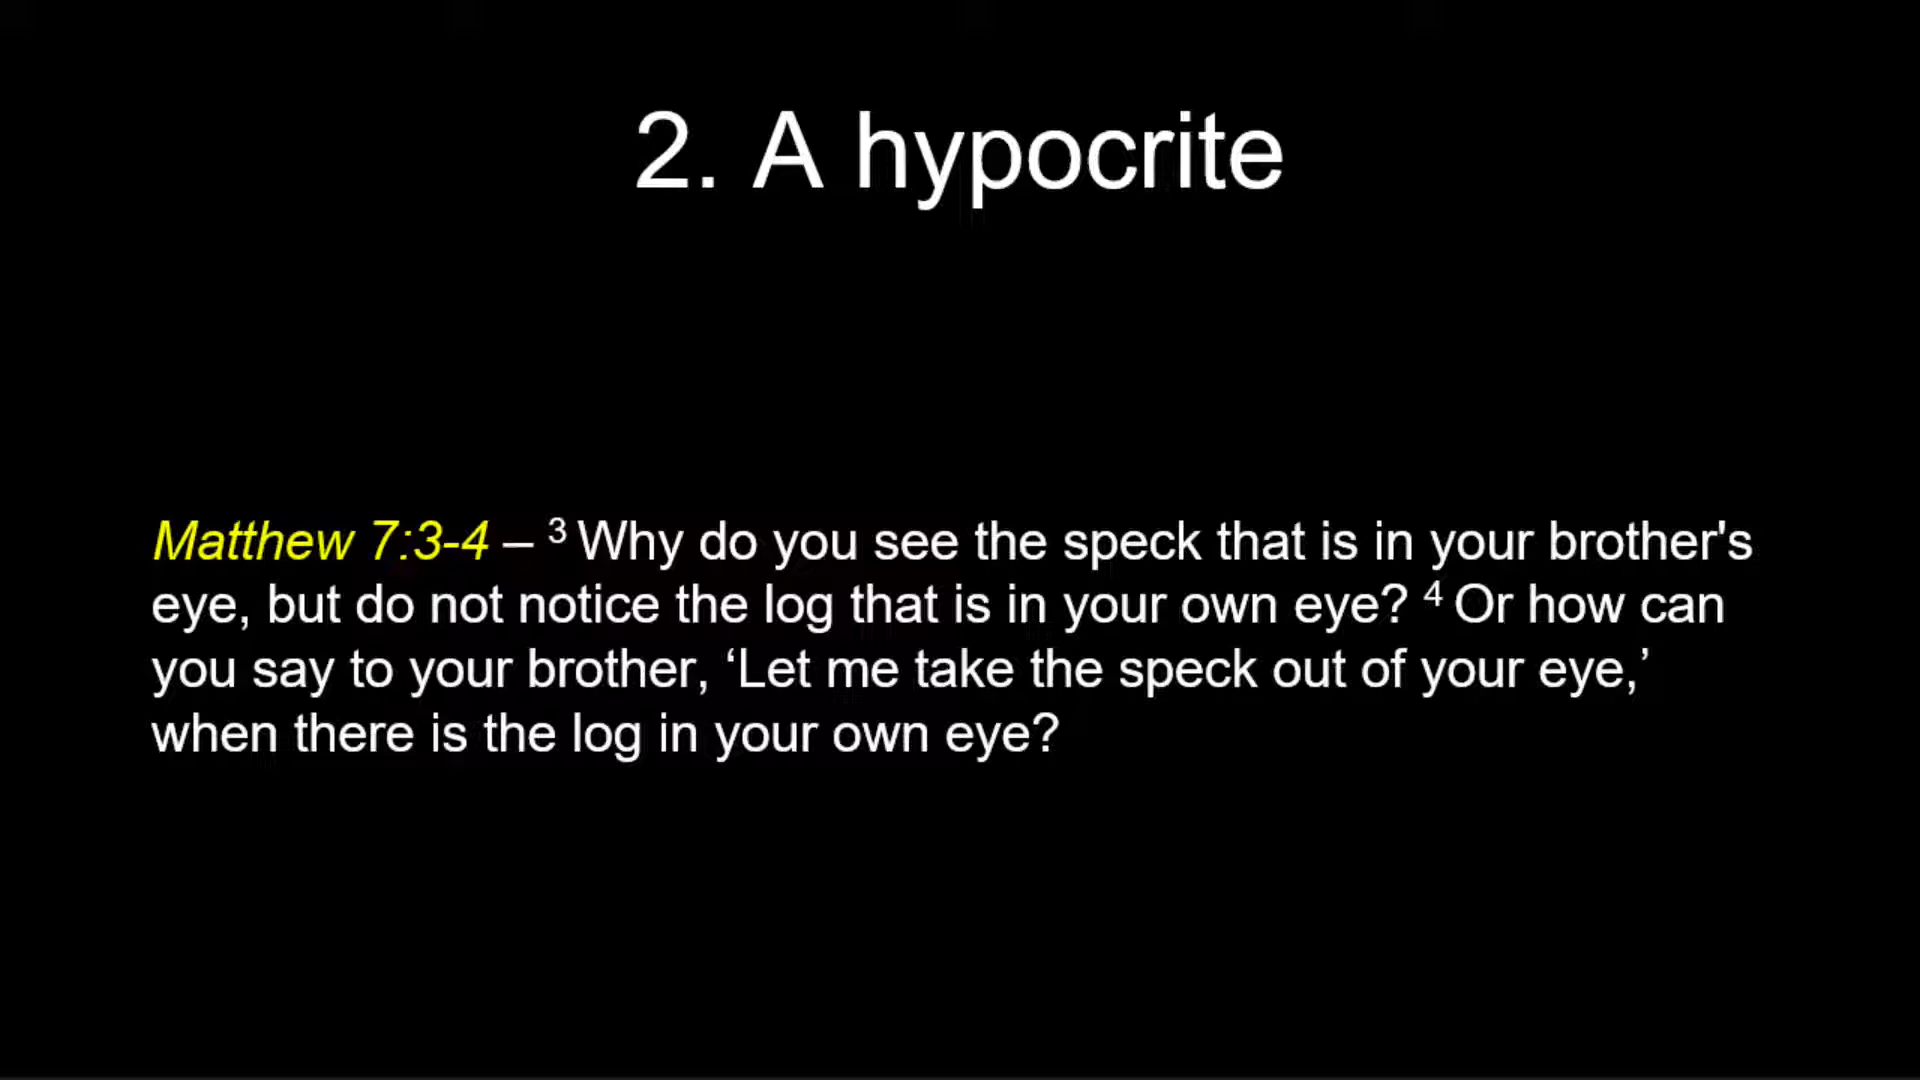 2. A hypocrite
Matthew 7:3-4 – ³ Why do you see the speck that is in your brother's
eye, but do not notice the log that is in your own eye? ⁴ Or how can
you say to your brother, ‘Let me take the speck out of your eye,’
when there is the log in your own eye?